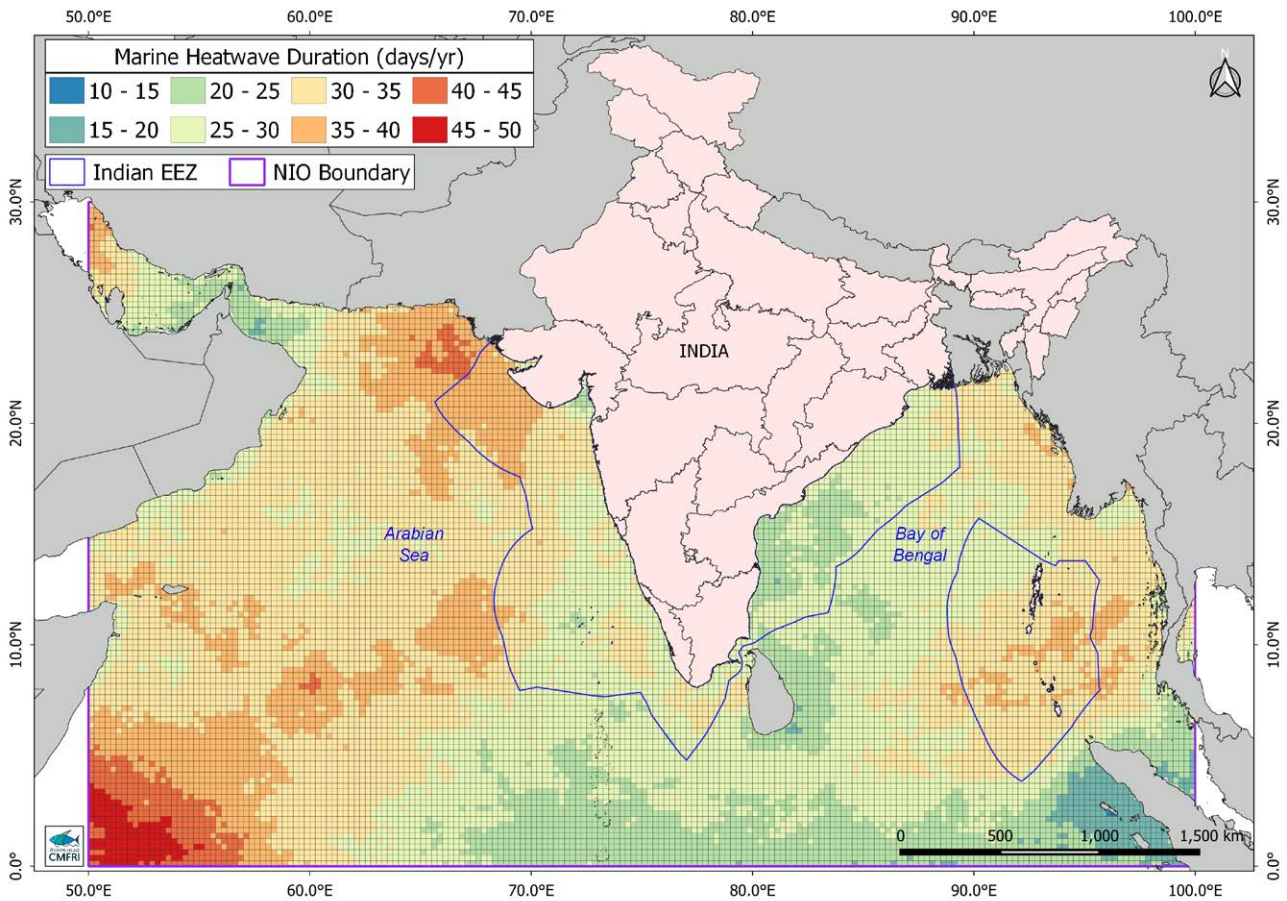 50.0°E 60.0°E 70.0°E 80.0°E 90.0°E 100.0°E
Marine Heatwave Duration (days/yr)
10 - 15 20 - 25 30 - 35 40 - 45
15 - 20 25 - 30 35 - 40 45 - 50
Indian EEZ NIO Boundary
N
30.0°N 30.0°N
INDIA
20.0°N 20.0°N
Arabian
Sea
Bay of
Bengal
10.0°N 10.0°N
0 500 1,000 1,500 km
CMFRI
0.0° 0.0°
50.0°E 60.0°E 70.0°E 80.0°E 90.0°E 100.0°E